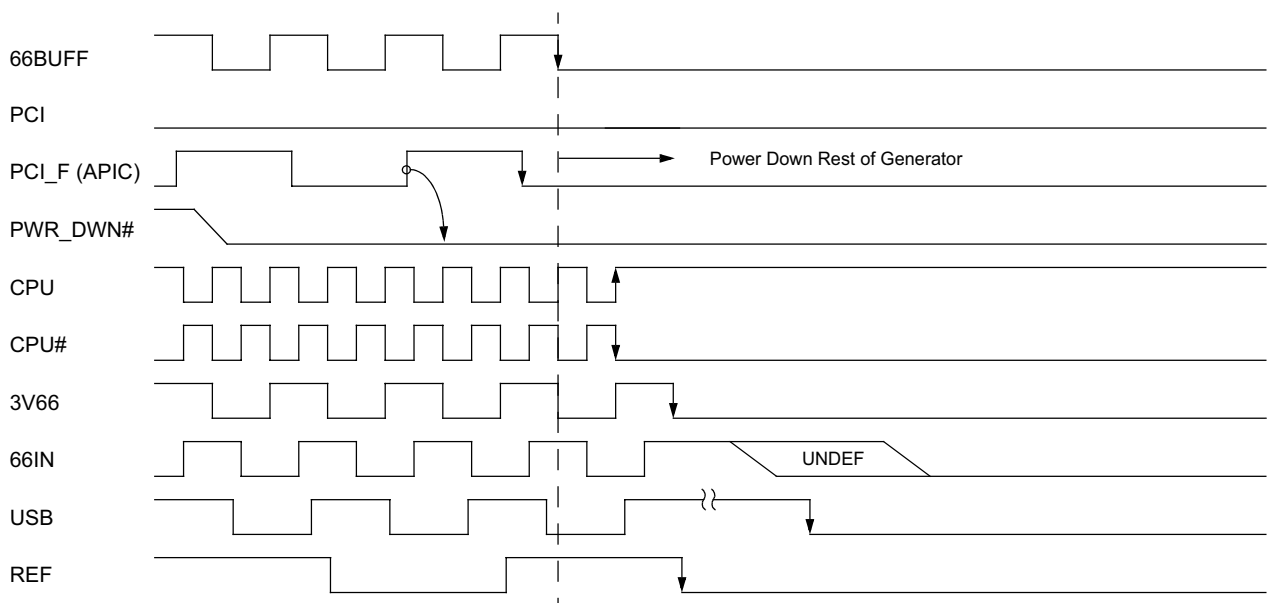 66BUFF
PCI
PCI_F (APIC)
Power Down Rest of Generator
PWR_DWN#
CPU
CPU#
3V66
66IN
UNDEF
USB
REF